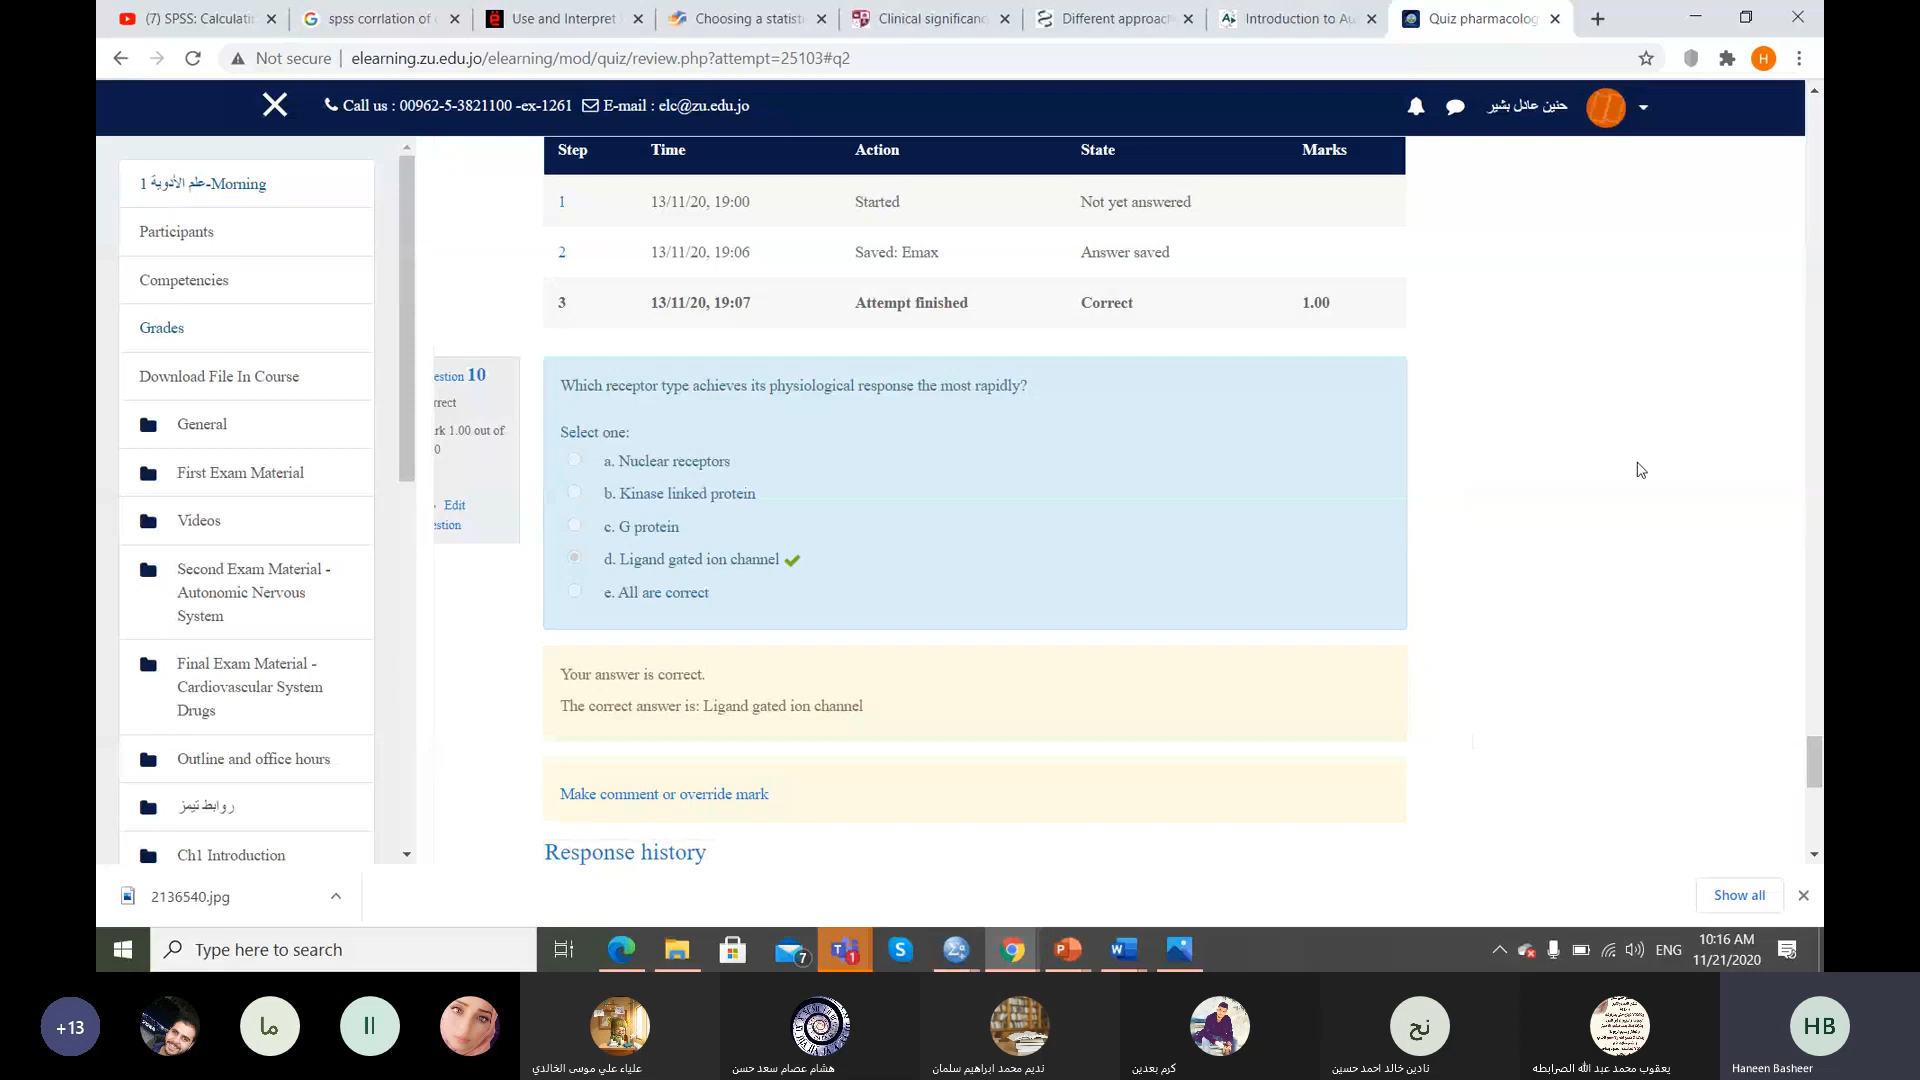 (7) SPSS: Calculati
spss corrlation of
Use and Interpret
Choosing a statist
Clinical significanc
Different approach
Introduction to Au
Quiz pharmacolog
Not secure
elearning.zu.edu.jo/elearning/mod/quiz/review.php?attempt=25103#q2
H
Call us : 00962-5-3821100 -ex-1261
E-mail : elc@zu.edu.jo
حنين عادل بشير
علم الأدوية 1-Morning
Participants
Competencies
Grades
Download File In Course
General
First Exam Material
Videos
Second Exam Material -
Autonomic Nervous
System
Final Exam Material -
Cardiovascular System
Drugs
Outline and office hours
روابط تيمز
Ch1 Introduction
Step Time Action State Marks
1 13/11/20, 19:00 Started Not yet answered
2 13/11/20, 19:06 Saved: Emax Answer saved
3 13/11/20, 19:07 Attempt finished Correct 1.00
estion 10
rrect
rk 1.00 out of
0
Edit
estion
Which receptor type achieves its physiological response the most rapidly?
Select one:
a. Nuclear receptors
b. Kinase linked protein
c. G protein
d. Ligand gated ion channel
e. All are correct
Your answer is correct.
The correct answer is: Ligand gated ion channel
Make comment or override mark
Response history
2136540.jpg
Show all
Type here to search
7
1
ENG
10:16 AM
11/21/2020
+13
ما
اا
نح
HB
علياء علي موسى الخالدي
هشام عصام سعد حسن
نديم محمد ابراهيم سلمان
كرم بعدين
نادين خالد احمد حسين
يعقوب محمد عبد الله الصرابطه
Haneen Basheer